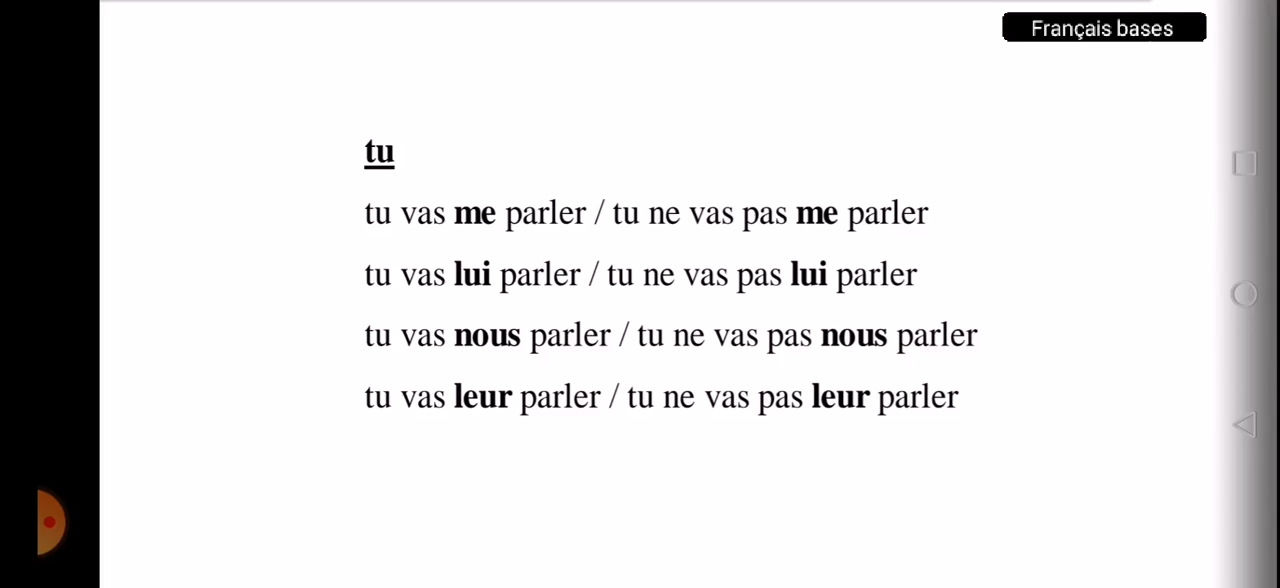 Français bases
tu
tu vas me parler / tu ne vas pas me parler
tu vas lui parler / tu ne vas pas lui parler
tu vas nous parler / tu ne vas pas nous parler
tu vas leur parler / tu ne vas pas leur parler